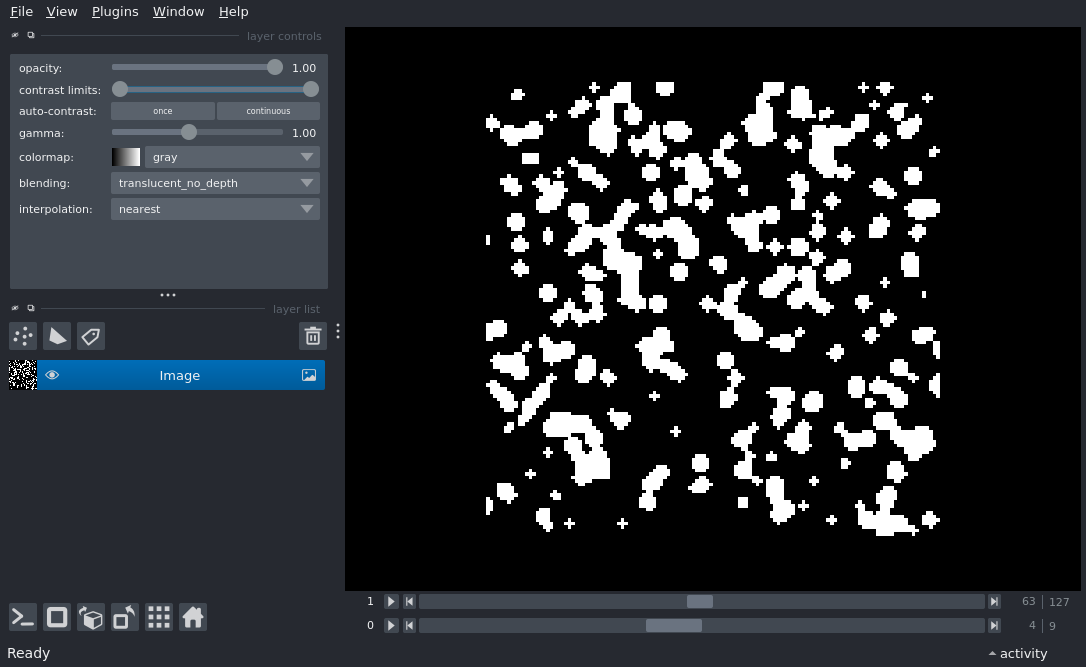 File View Plugins Window Help
layer controls
opacity: 1.00
contrast limits:
auto-contrast: once continuous
gamma: 1.00
colormap: gray
blending: translucent_no_depth
interpolation: nearest
layer list
Image
1 63 127
0 4 9
Ready activity